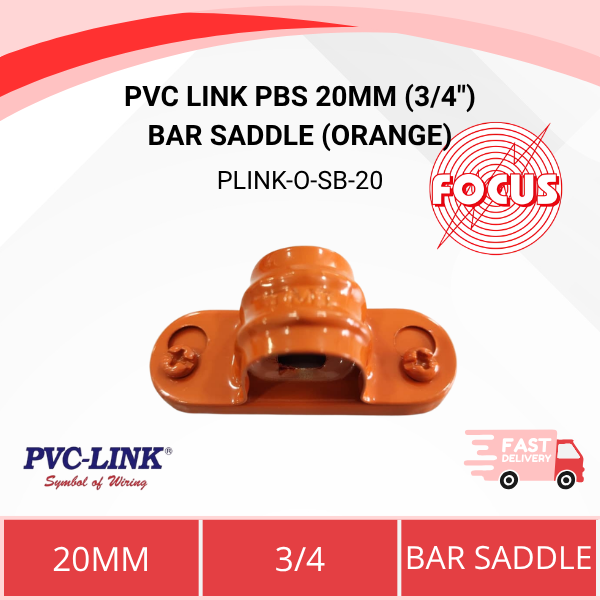 PVC LINK PBS 20MM (3/4")
BAR SADDLE (ORANGE)
PLINK-O-SB-20
FOCUS
PVC-LINK®
Symbol of Wiring
FAST
DELIVERY
20MM
3/4
BAR SADDLE